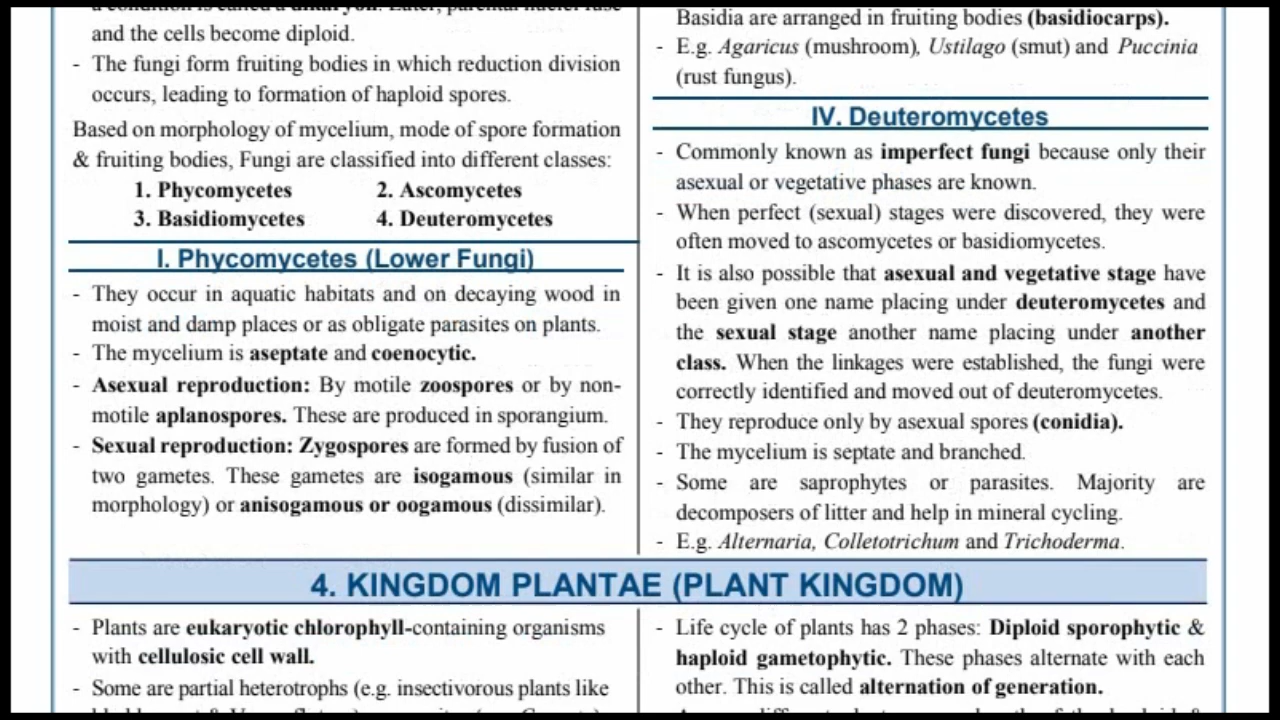 a condition is called a dikaryon. Later, parental nuclei fuse
and the cells become diploid.
- The fungi form fruiting bodies in which reduction division
occurs, leading to formation of haploid spores.
Based on morphology of mycelium, mode of spore formation
& fruiting bodies, Fungi are classified into different classes:
1. Phycomycetes 2. Ascomycetes
3. Basidiomycetes 4. Deuteromycetes
I. Phycomycetes (Lower Fungi)
- They occur in aquatic habitats and on decaying wood in
moist and damp places or as obligate parasites on plants.
- The mycelium is aseptate and coenocytic.
- Asexual reproduction: By motile zoospores or by non-
motile aplanospores. These are produced in sporangium.
- Sexual reproduction: Zygospores are formed by fusion of
two gametes. These gametes are isogamous (similar in
morphology) or anisogamous or oogamous (dissimilar).
Basidia are arranged in fruiting bodies (basidiocarps).
- E.g. Agaricus (mushroom), Ustilago (smut) and Puccinia
(rust fungus).
IV. Deuteromycetes
- Commonly known as imperfect fungi because only their
asexual or vegetative phases are known.
- When perfect (sexual) stages were discovered, they were
often moved to ascomycetes or basidiomycetes.
- It is also possible that asexual and vegetative stage have
been given one name placing under deuteromycetes and
the sexual stage another name placing under another
class. When the linkages were established, the fungi were
correctly identified and moved out of deuteromycetes.
- They reproduce only by asexual spores (conidia).
- The mycelium is septate and branched.
- Some are saprophytes or parasites. Majority are
decomposers of litter and help in mineral cycling.
- E.g. Alternaria, Colletotrichum and Trichoderma.
4. KINGDOM PLANTAE (PLANT KINGDOM)
- Plants are eukaryotic chlorophyll-containing organisms
with cellulosic cell wall.
- Some are partial heterotrophs (e.g. insectivorous plants like
- Life cycle of plants has 2 phases: Diploid sporophytic &
haploid gametophytic. These phases alternate with each
other. This is called alternation of generation.